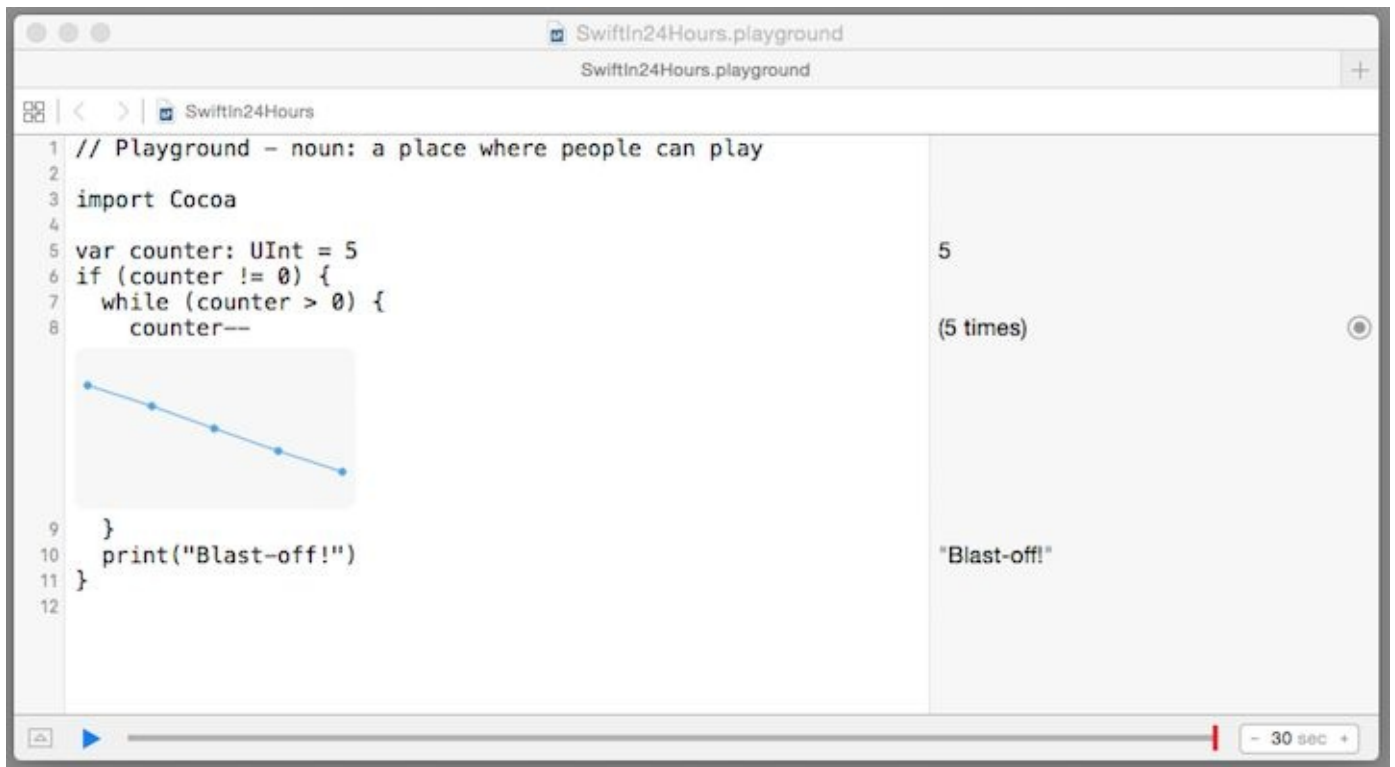 SwiftIn24Hours.playground
SwiftIn24Hours.playground
SwiftIn24Hours
1 // Playground – noun: a place where people can play
2
3 import Cocoa
4
5 var counter: UInt = 5 5
6 if (counter != 0) {
7 while (counter > 0) {
8 counter-- (5 times)
9 }
10 print("Blast-off!") "Blast-off!"
11 }
12
- 30 sec +